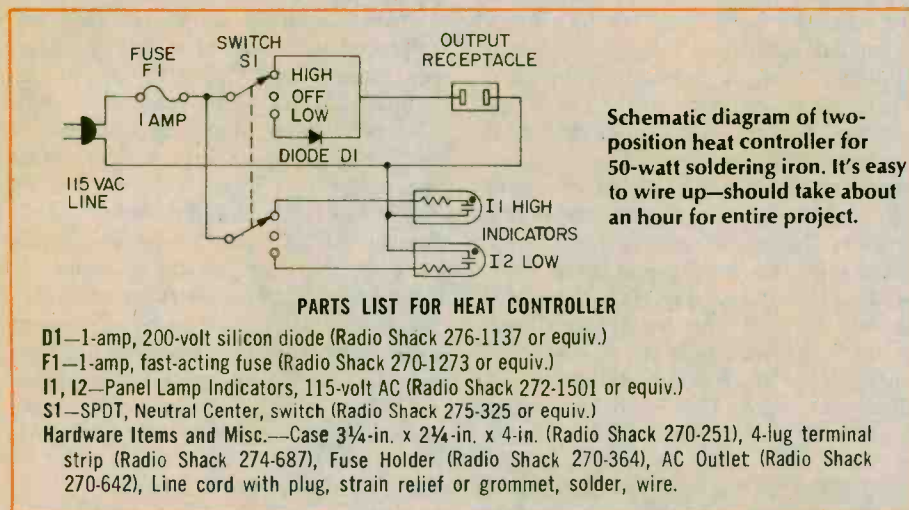 FUSE
F1
1 AMP
SWITCH
S1
HIGH
OFF
LOW
DIODE D1
OUTPUT
RECEPTACLE
115 VAC
LINE
I1 HIGH
INDICATORS
I2 LOW
Schematic diagram of two-
position heat controller for
50-watt soldering iron. It's easy
to wire up—should take about
an hour for entire project.
PARTS LIST FOR HEAT CONTROLLER
D1—1-amp, 200-volt silicon diode (Radio Shack 276-1137 or equiv.)
F1—1-amp, fast-acting fuse (Radio Shack 270-1273 or equiv.)
I1, I2—Panel Lamp Indicators, 115-volt AC (Radio Shack 272-1501 or equiv.)
S1—SPDT, Neutral Center, switch (Radio Shack 275-325 or equiv.)
Hardware Items and Misc.—Case 3¼-in. x 2¼-in. x 4-in. (Radio Shack 270-251), 4-lug terminal
strip (Radio Shack 274-687), Fuse Holder (Radio Shack 270-364), AC Outlet (Radio Shack
270-642), Line cord with plug, strain relief or grommet, solder, wire.